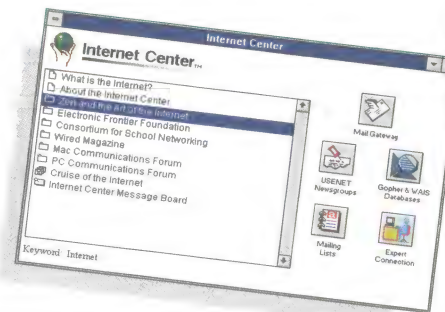 Internet Center
Internet Center™
What is the Internet?
About the Internet Center
Zen and the Art of the Internet
Electronic Frontier Foundation
Consortium for School Networking
Wired Magazine
Mac Communications Forum
PC Communications Forum
Cruise of the Internet
Internet Center Message Board
Keyword: Internet
Mail Gateway
USENET
Newsgroups
Gopher & WAIS
Databases
Mailing
Lists
Expert
Connection